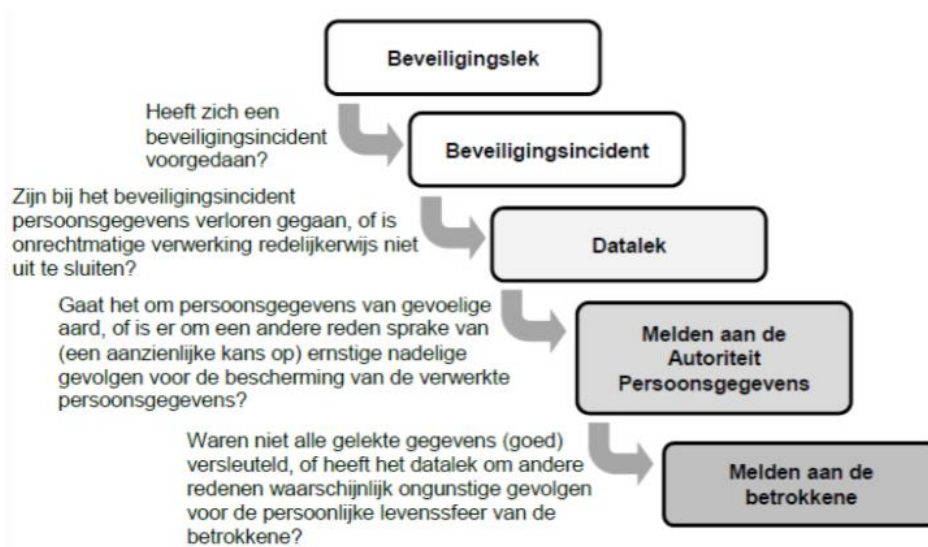 Beveiligingslek
Heeft zich een
beveiligingsincident
voorgedaan?
Beveiligingsincident
Zijn bij het beveiligingsincident
persoonsgegevens verloren gegaan, of is
onrechtmatige verwerking redelijkerwijs niet
uit te sluiten?
Datalek
Gaat het om persoonsgegevens van gevoelige
aard, of is er om een andere reden sprake van
(een aanzienlijke kans op) ernstige nadelige
gevolgen voor de bescherming van de verwerkte
persoonsgegevens?
Melden aan de
Autoriteit
Persoonsgegevens
Waren niet alle gelekte gegevens (goed)
versleuteld, of heeft het datalek om andere
redenen waarschijnlijk ongunstige gevolgen
voor de persoonlijke levenssfeer van de
betrokkene?
Melden aan de
betrokkene